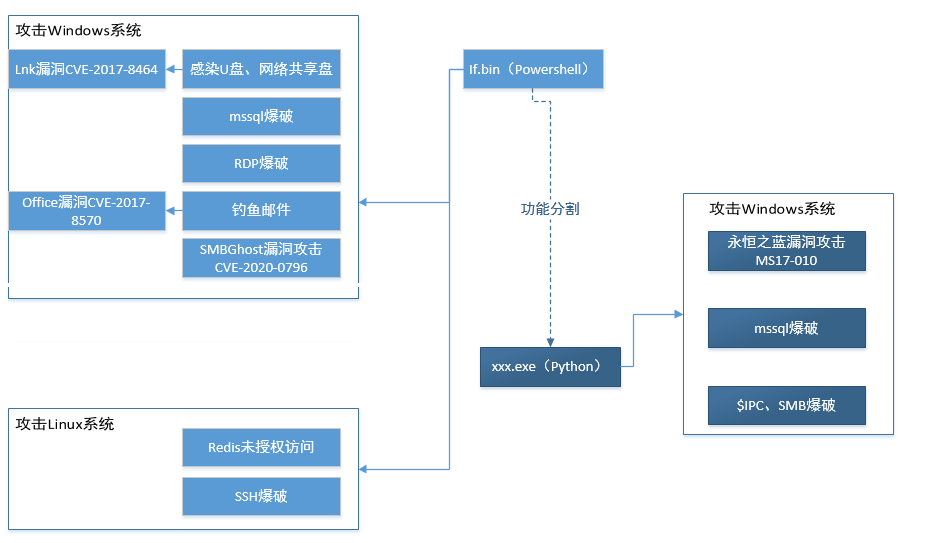 攻击Windows系统
Lnk漏洞CVE-2017-8464
感染U盘、网络共享盘
mssql爆破
RDP爆破
Office漏洞CVE-2017-
8570
钓鱼邮件
SMBGhost漏洞攻击
CVE-2020-0796
If.bin（Powershell）
功能分割
xxx.exe（Python）
攻击Windows系统
永恒之蓝漏洞攻击
MS17-010
mssql爆破
$IPC、SMB爆破
攻击Linux系统
Redis未授权访问
SSH爆破